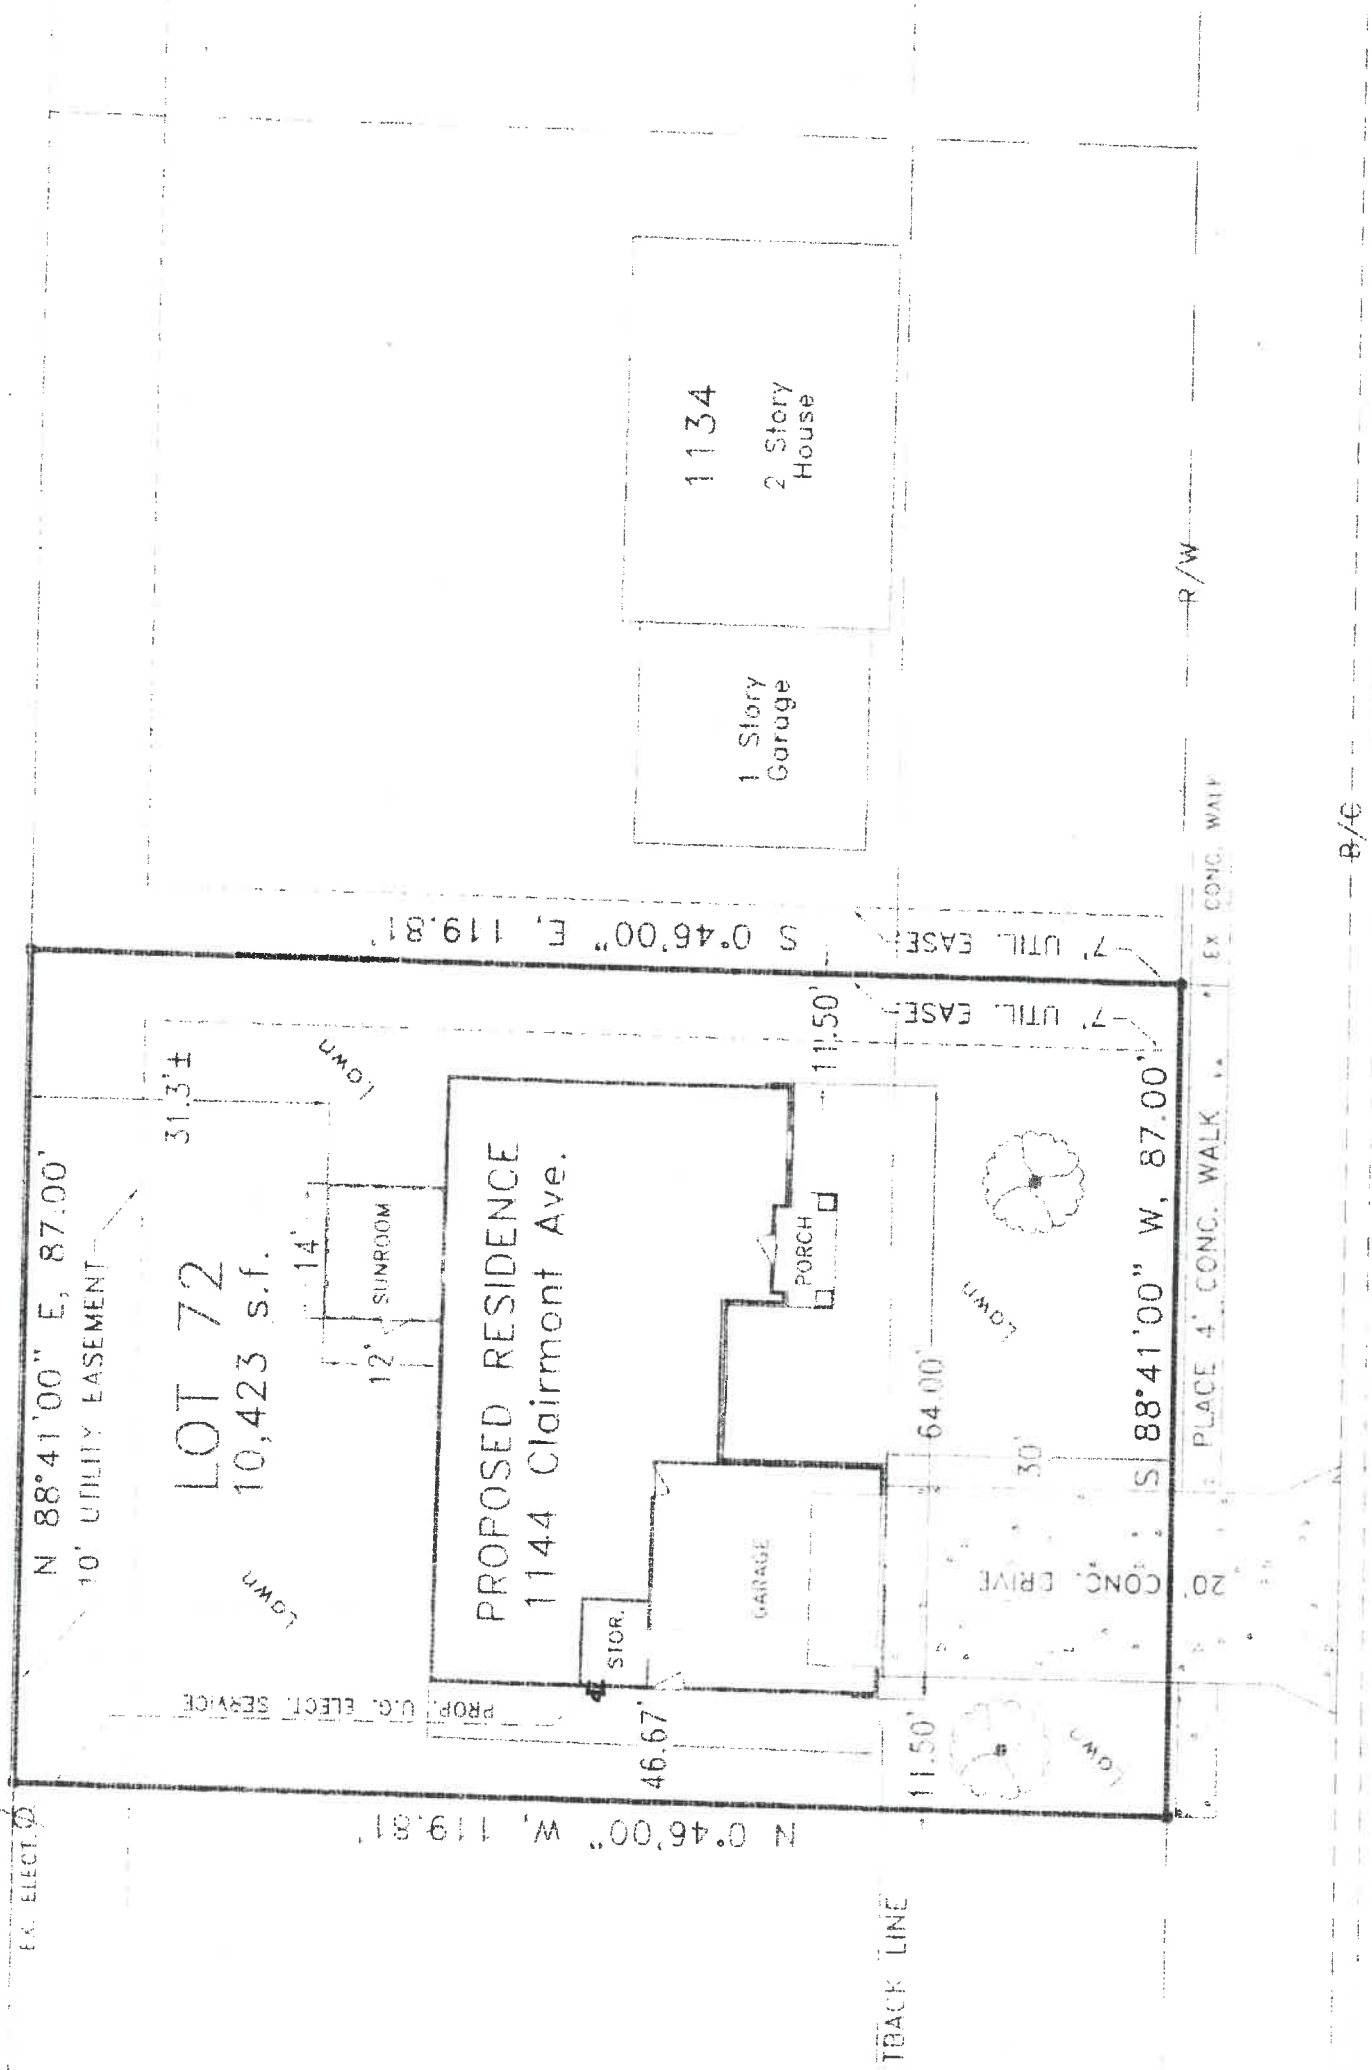 EX. ELECT.
N 88°41'00" E, 87.00'
10' UTILITY EASEMENT
LOT 72
10,423 s.f.
31.3'±
Lawn
Lawn
14'
12'
SUNROOM
PROP. U.G. ELECT. SERVICE
PROPOSED RESIDENCE
1144 Clairmont Ave.
STOR.
GARAGE
PORCH
46.67'
11.50'
11.50'
64.00'
30'
Lawn
Lawn
20' CONC. DRIVE
N 0°46'00" W, 119.81'
S 0°46'00" E, 119.81'
7' UTIL. EASE.
7' UTIL. EASE.
S 88°41'00" W, 87.00'
PLACE 4' CONC. WALK
EX CONC. WALK
TBACK LINE
1 Story
Garage
1134
2 Story
House
R/W
B/C